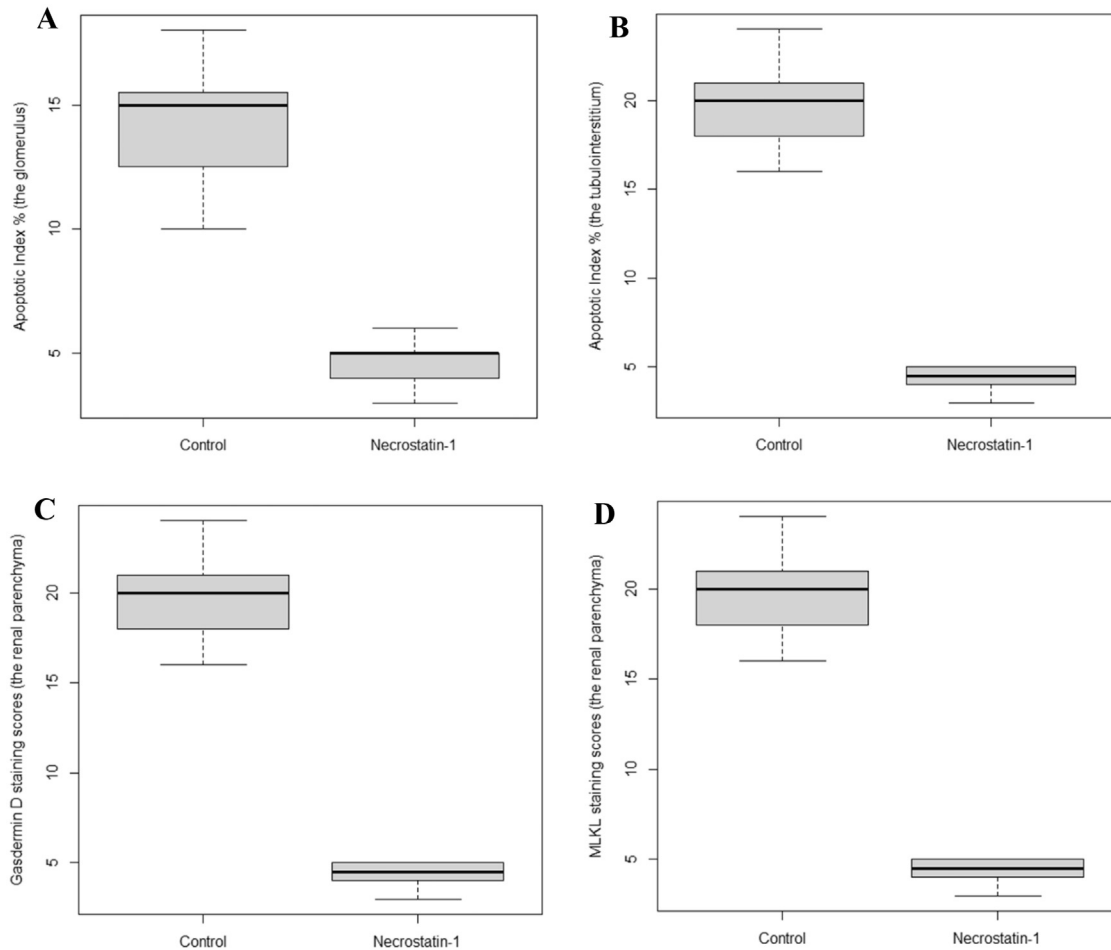 A
Apoptotic Index % (the glomerulus)
15
10
5
Control
Necrostatin-1
B
Apoptotic Index % (the tubulointerstitium)
20
15
10
5
Control
Necrostatin-1
C
Gasdermin D staining scores (the renal parenchyma)
20
15
10
5
Control
Necrostatin-1
D
MLKL staining scores (the renal parenchyma)
20
15
10
5
Control
Necrostatin-1